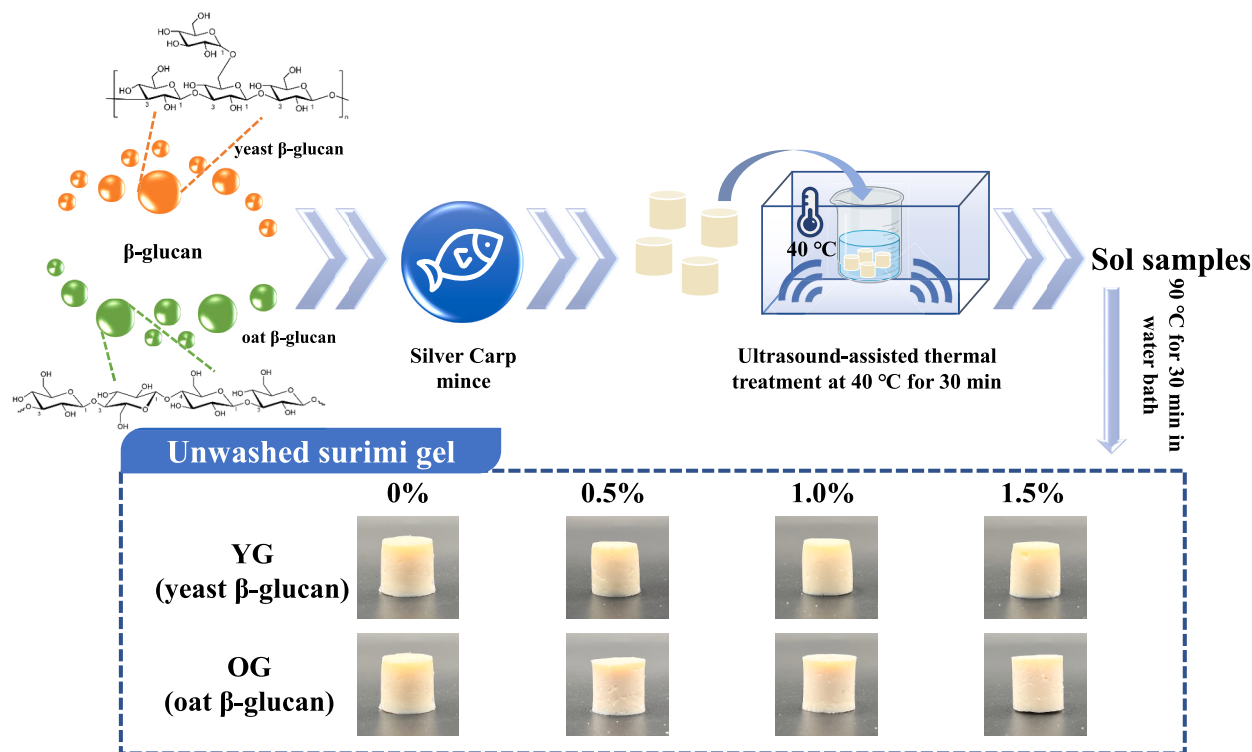 yeast β-glucan
β-glucan
oat β-glucan
Silver Carp
mince
40 ℃
Ultrasound-assisted thermal
treatment at 40 ℃ for 30 min
Sol samples
90 ℃ for 30 min in
water bath
Unwashed surimi gel
0%
0.5%
1.0%
1.5%
YG
(yeast β-glucan)
OG
(oat β-glucan)